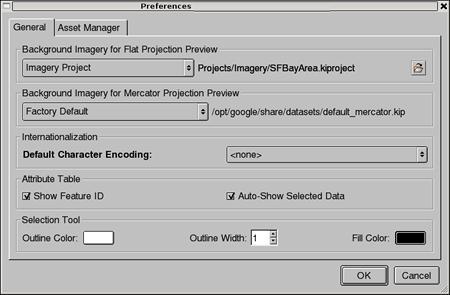 Preferences
General Asset Manager
Background Imagery for Flat Projection Preview
Imagery Project Projects/Imagery/SFBayArea.kiproject
Background Imagery for Mercator Projection Preview
Factory Default /opt/google/share/datasets/default_mercator.kip
Internationalization
Default Character Encoding: <none>
Attribute Table
Show Feature ID Auto-Show Selected Data
Selection Tool
Outline Color: Outline Width: 1 Fill Color:
OK Cancel